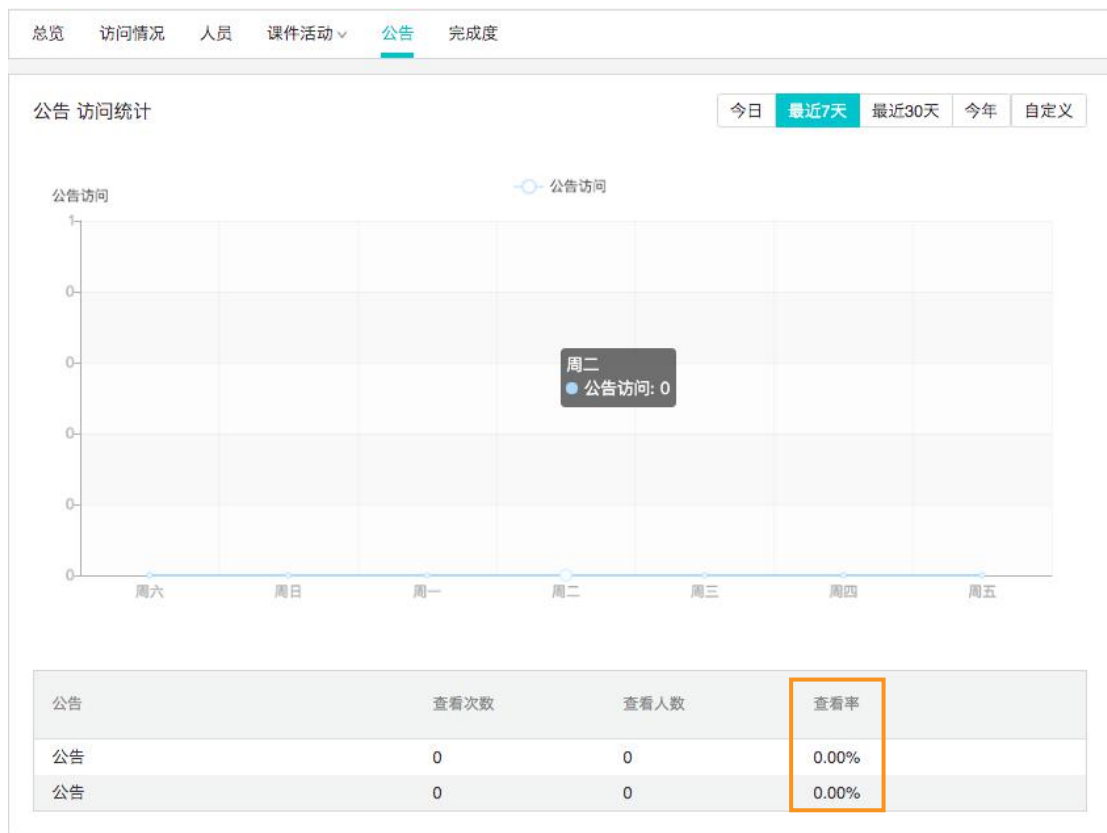 总览 访问情况 人员 课件活动 公告 完成度
公告 访问统计 今日 最近7天 最近30天 今年 自定义
公告访问
公告访问
1
0
0
周二
公告访问: 0
0
0
0
周六 周日 周一 周二 周三 周四 周五
公告 查看次数 查看人数 查看率
公告 0 0 0.00%
公告 0 0 0.00%